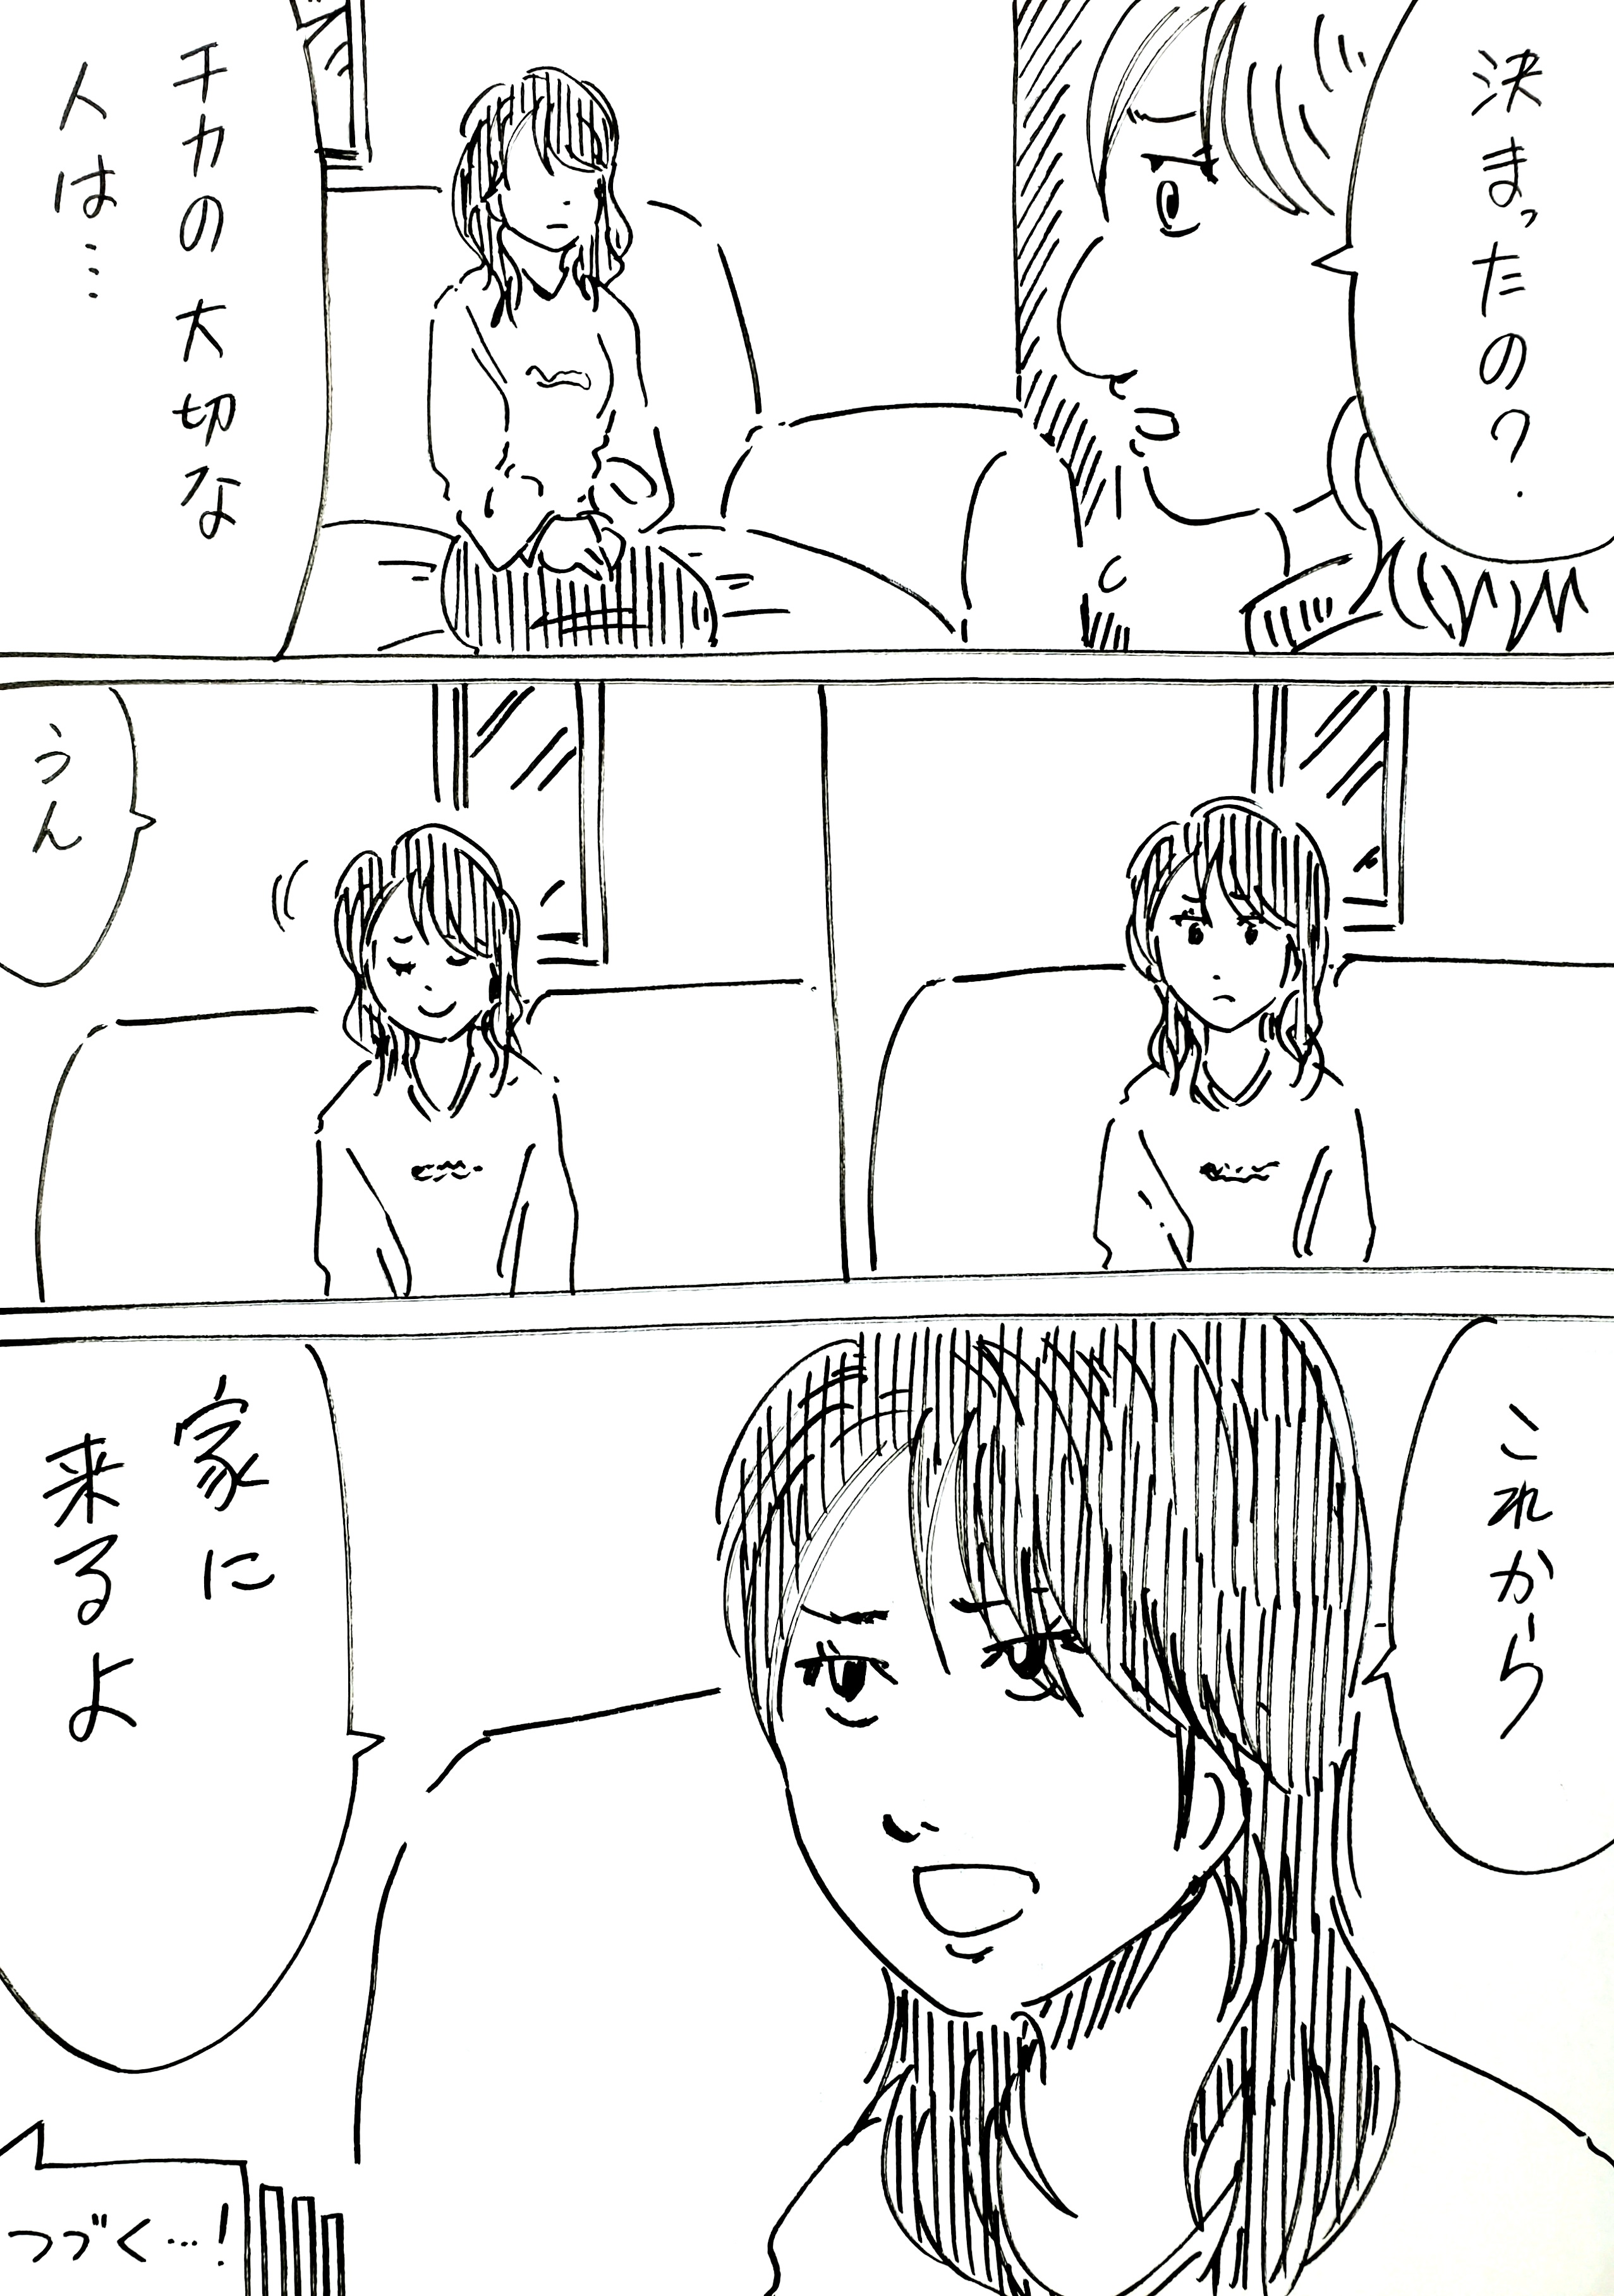 決まったの？
チカの大切な
人は…
うん
これから
家に
来るよ
つづく…！